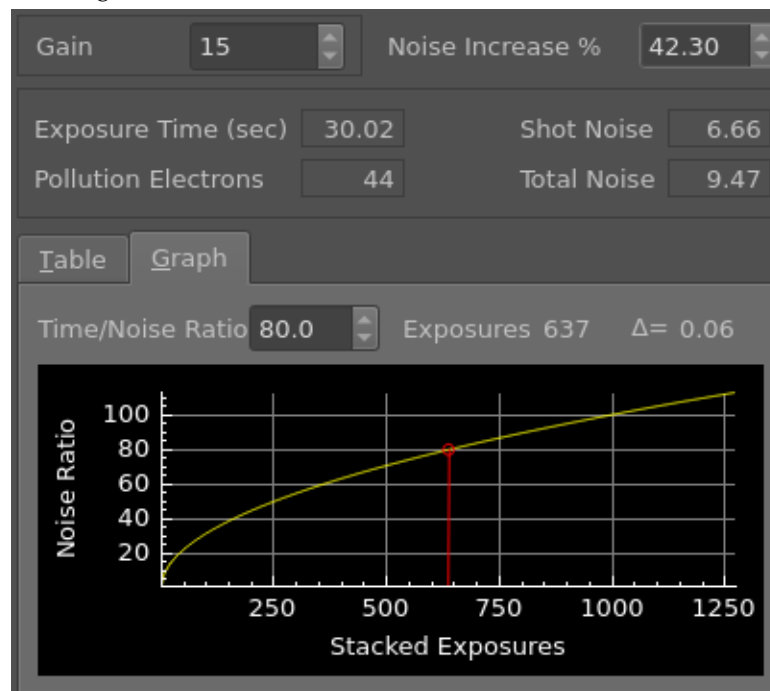 Gain 15 Noise Increase % 42.30
Exposure Time (sec) 30.02 Shot Noise 6.66
Pollution Electrons 44 Total Noise 9.47
Table Graph
Time/Noise Ratio 80.0 Exposures 637 Δ= 0.06
Noise Ratio
100
80
60
40
20
250 500 750 1000 1250
Stacked Exposures